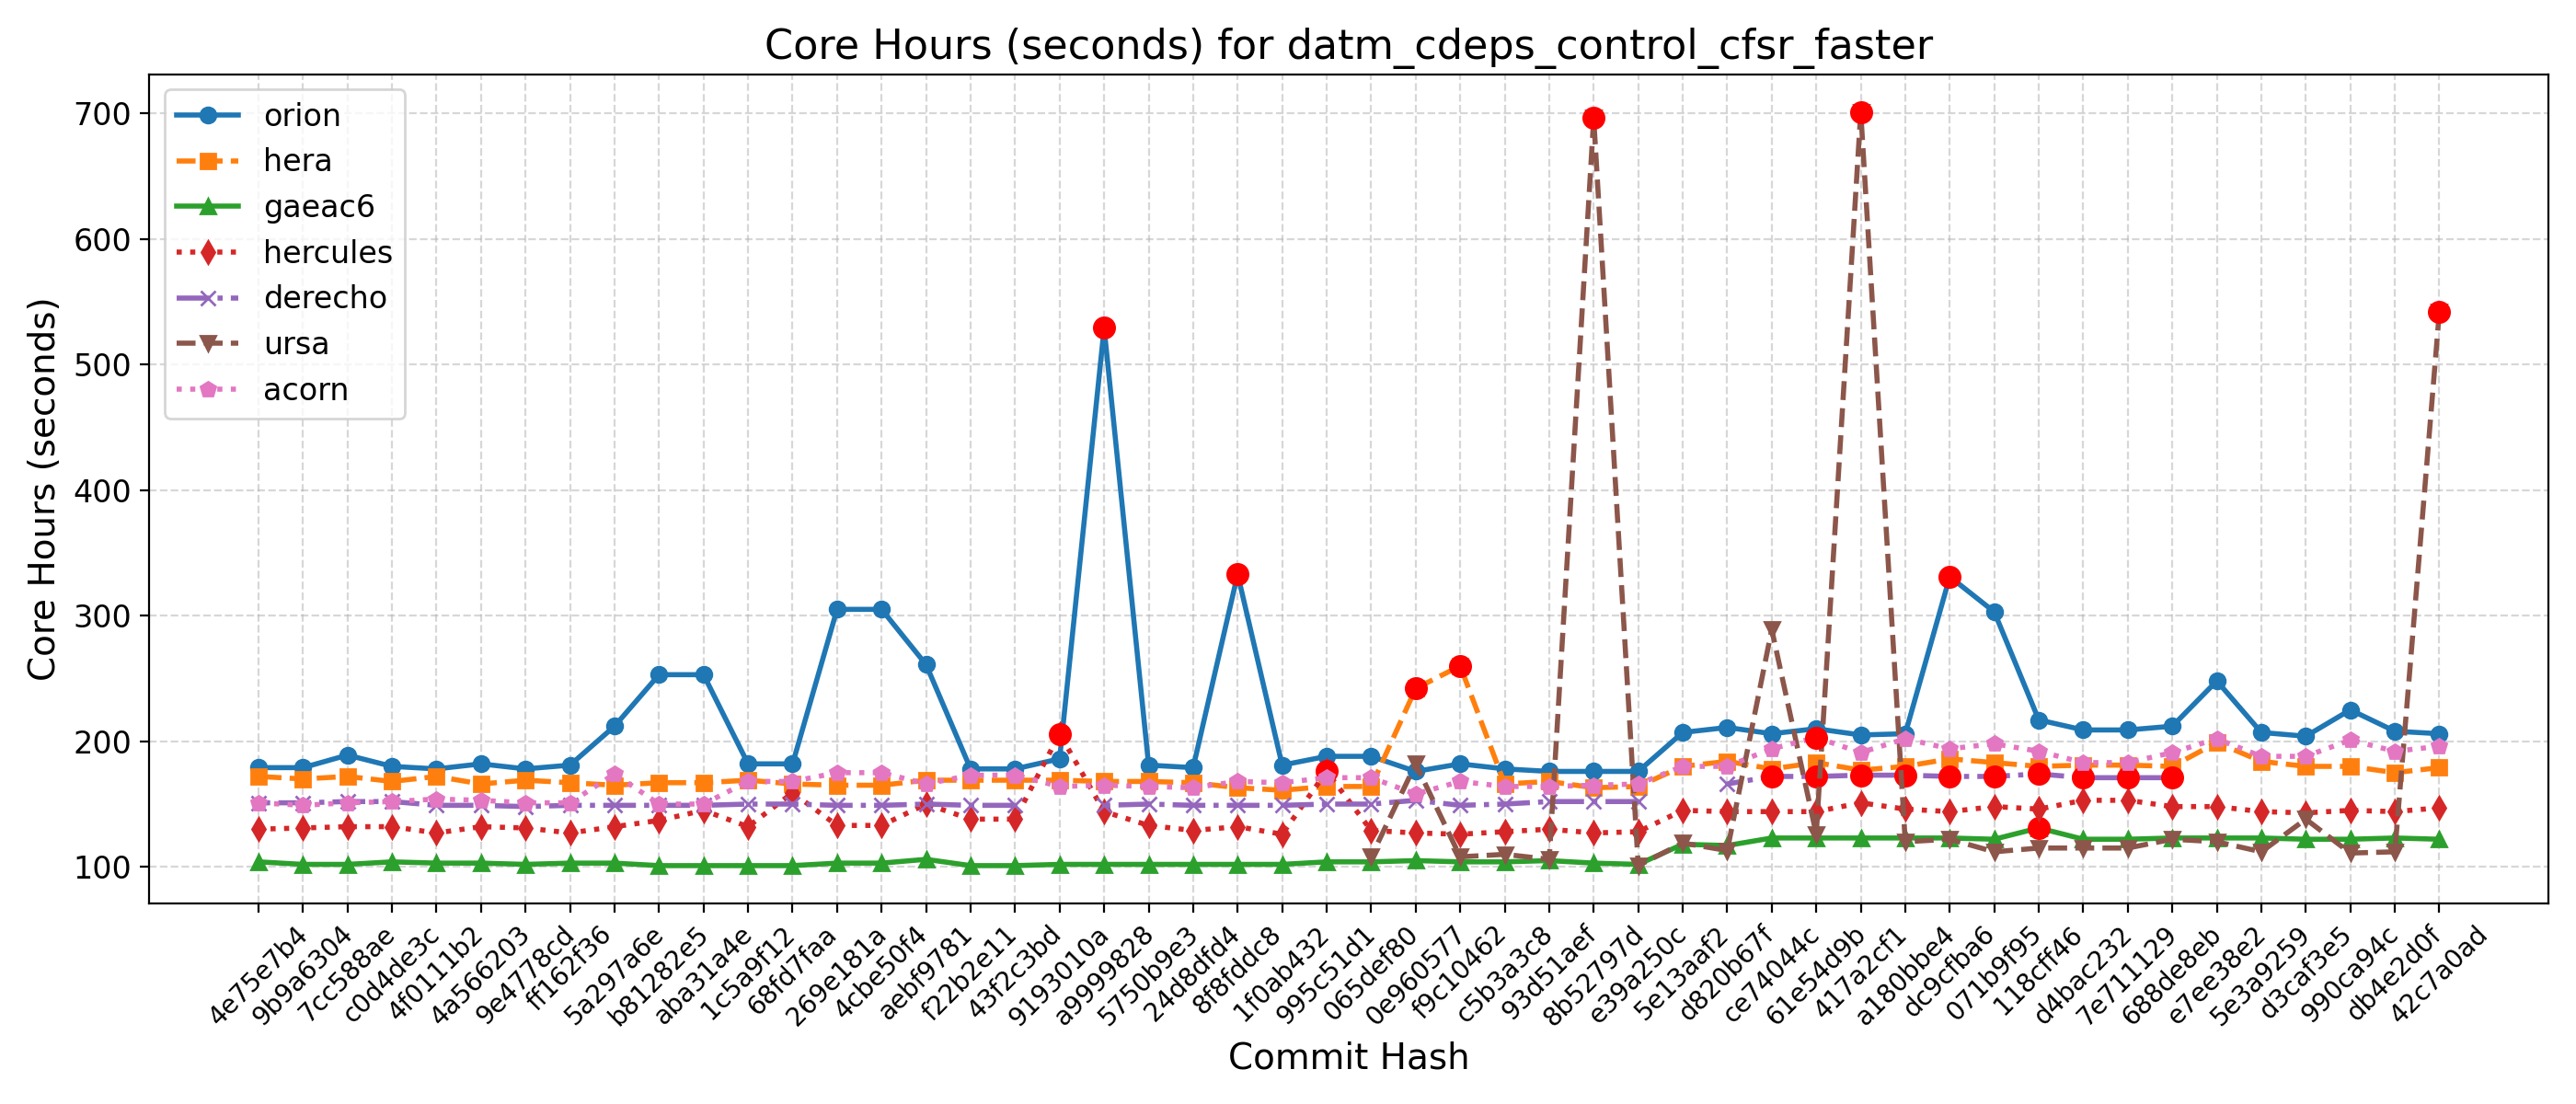 Core Hours (seconds) for datm_cdeps_control_cfsr_faster
Core Hours (seconds)
700
600
500
400
300
200
100
orion
hera
gaeac6
hercules
derecho
ursa
acorn
4e75e7b4
9b9a6304
7cc588ae
c0d4de3c
4f0111b2
4a566203
9e4778cd
ff162f36
5a297a6e
b81282e5
aba31a4e
1c5a9f12
68fd7faa
269e181a
4cbe50f4
aebf9781
f22b2e11
43f2c3bd
9193010a
a9999828
5750b9e3
24d8dfd4
8f8fddc8
1f0ab432
995c51d1
065def80
0e960577
f9c10462
c5b3a3c8
93d51aef
8b52797d
e39a250c
5e13aaf2
d820b67f
ce74044c
61e54d9b
417a2cf1
a180bbe4
dc9cfba6
071b9f95
118cff46
d4bac232
7e711129
688de8eb
e7ee38e2
5e3a9259
d3caf3e5
990ca94c
db4e2d0f
42c7a0ad
Commit Hash